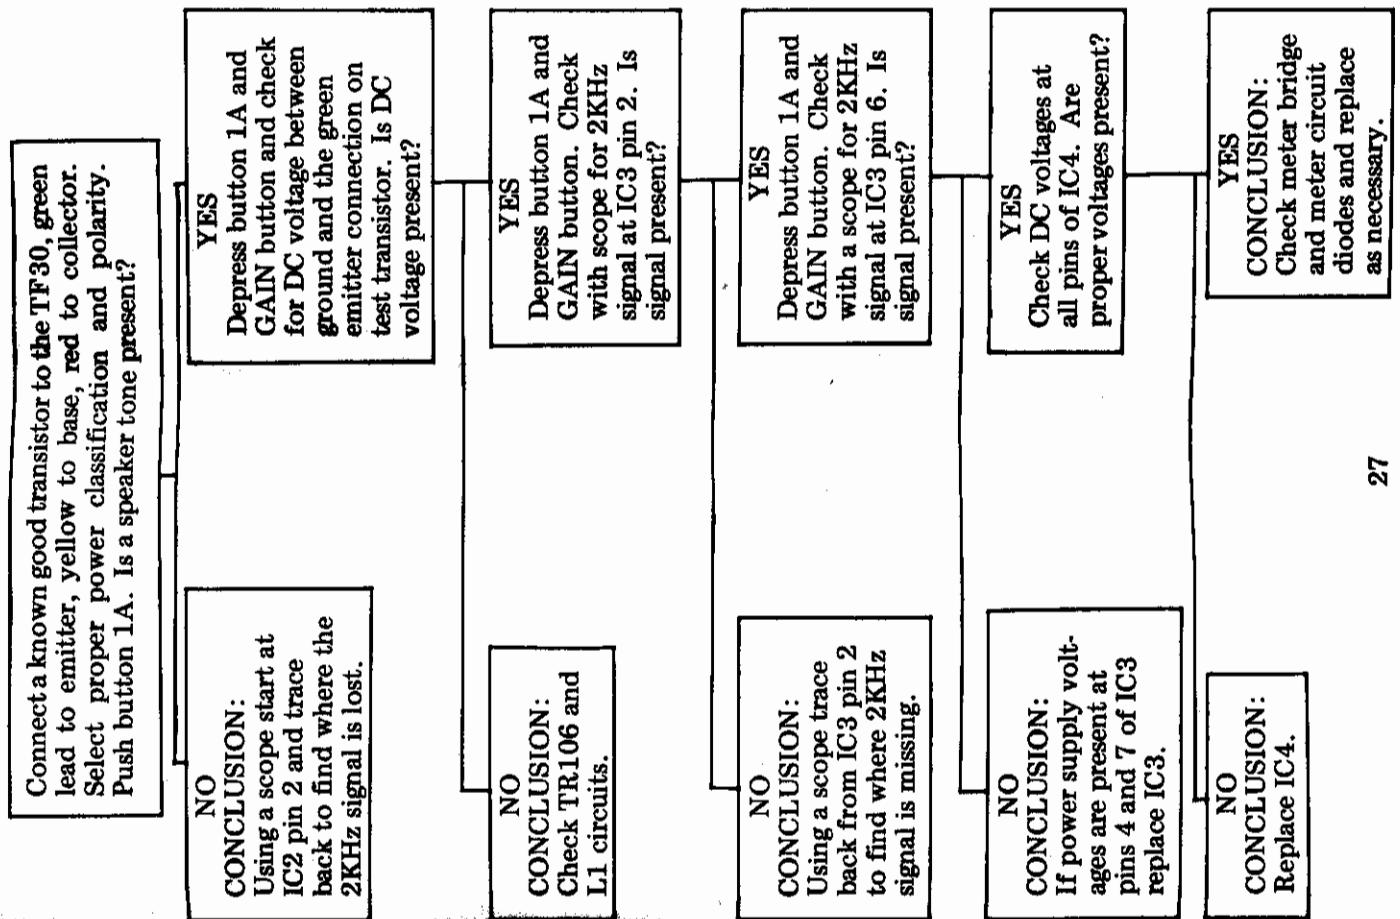 Connect a known good transistor to the TF30, green
lead to emitter, yellow to base, red to collector.
Select proper power classification and polarity.
Push button 1A. Is a speaker tone present?
NO
CONCLUSION:
Using a scope start at
IC2 pin 2 and trace
back to find where the
2KHz signal is lost.
YES
Depress button 1A and
GAIN button and check
for DC voltage between
ground and the green
emitter connection on
test transistor. Is DC
voltage present?
NO
CONCLUSION:
Check TR106 and
L1 circuits.
YES
Depress button 1A and
GAIN button. Check
with scope for 2KHz
signal at IC3 pin 2. Is
signal present?
NO
CONCLUSION:
Using a scope trace
back from IC3 pin 2
to find where 2KHz
signal is missing.
YES
Depress button 1A and
GAIN button. Check
with a scope for 2KHz
signal at IC3 pin 6. Is
signal present?
NO
CONCLUSION:
If power supply volt-
ages are present at
pins 4 and 7 of IC3
replace IC3.
YES
Check DC voltages at
all pins of IC4. Are
proper voltages present?
NO
CONCLUSION:
Replace IC4.
YES
CONCLUSION:
Check meter bridge
and meter circuit
diodes and replace
as necessary.
27